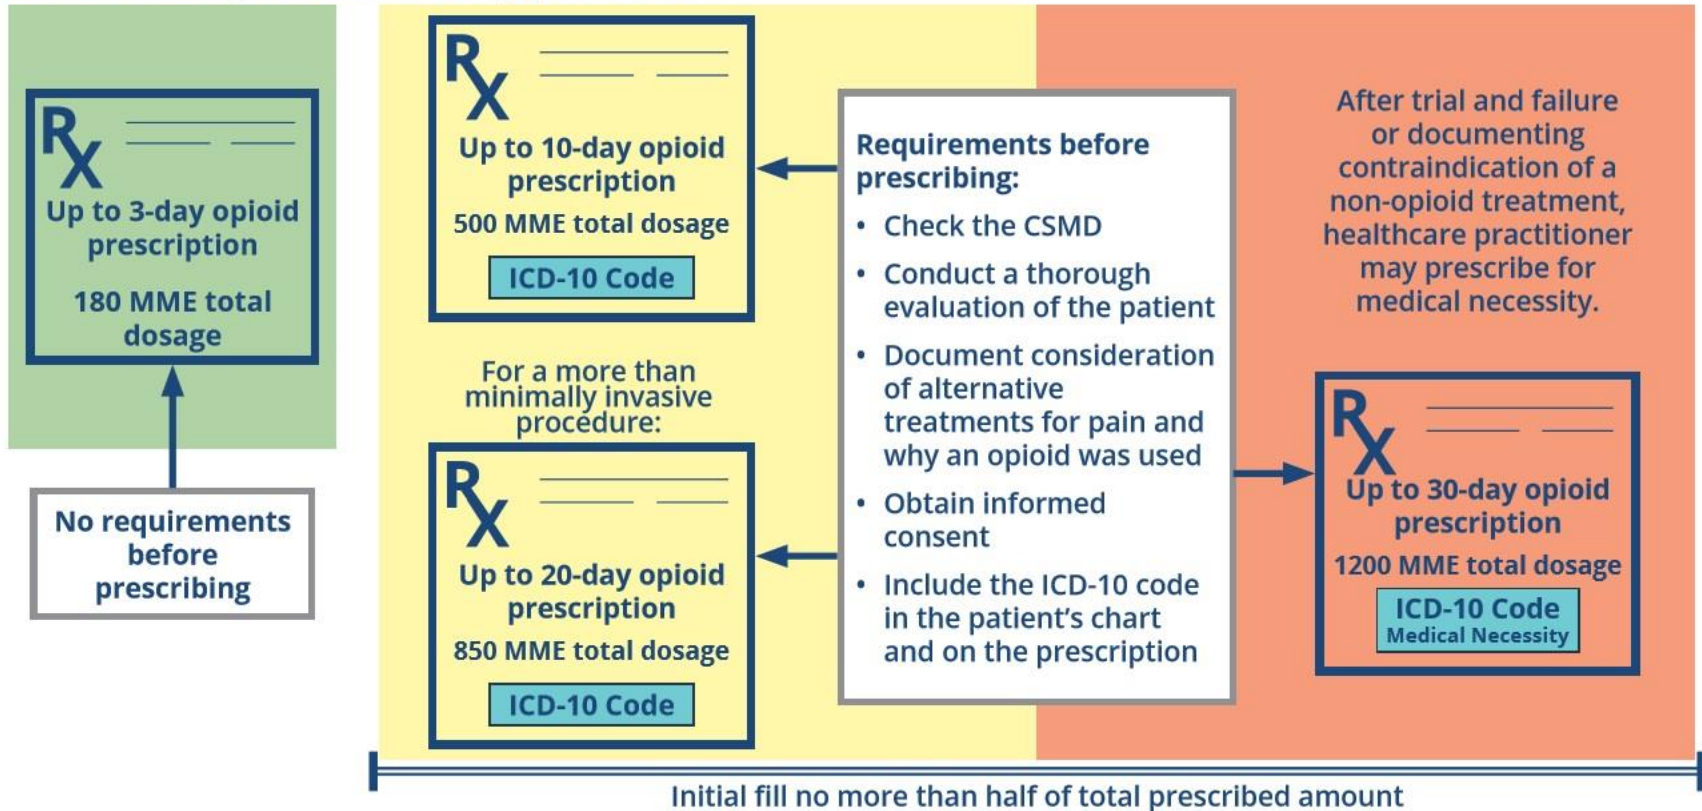 Rx
Up to 3-day opioid
prescription
180 MME total
dosage
No requirements
before
prescribing
Rx
Up to 10-day opioid
prescription
500 MME total dosage
ICD-10 Code
For a more than
minimally invasive
procedure:
Rx
Up to 20-day opioid
prescription
850 MME total dosage
ICD-10 Code
Requirements before
prescribing:
• Check the CSMD
• Conduct a thorough
evaluation of the patient
• Document consideration
of alternative
treatments for pain and
why an opioid was used
• Obtain informed
consent
• Include the ICD-10 code
in the patient’s chart
and on the prescription
After trial and failure
or documenting
contraindication of a
non-opioid treatment,
healthcare practitioner
may prescribe for
medical necessity.
Rx
Up to 30-day opioid
prescription
1200 MME total dosage
ICD-10 Code
Medical Necessity
Initial fill no more than half of total prescribed amount